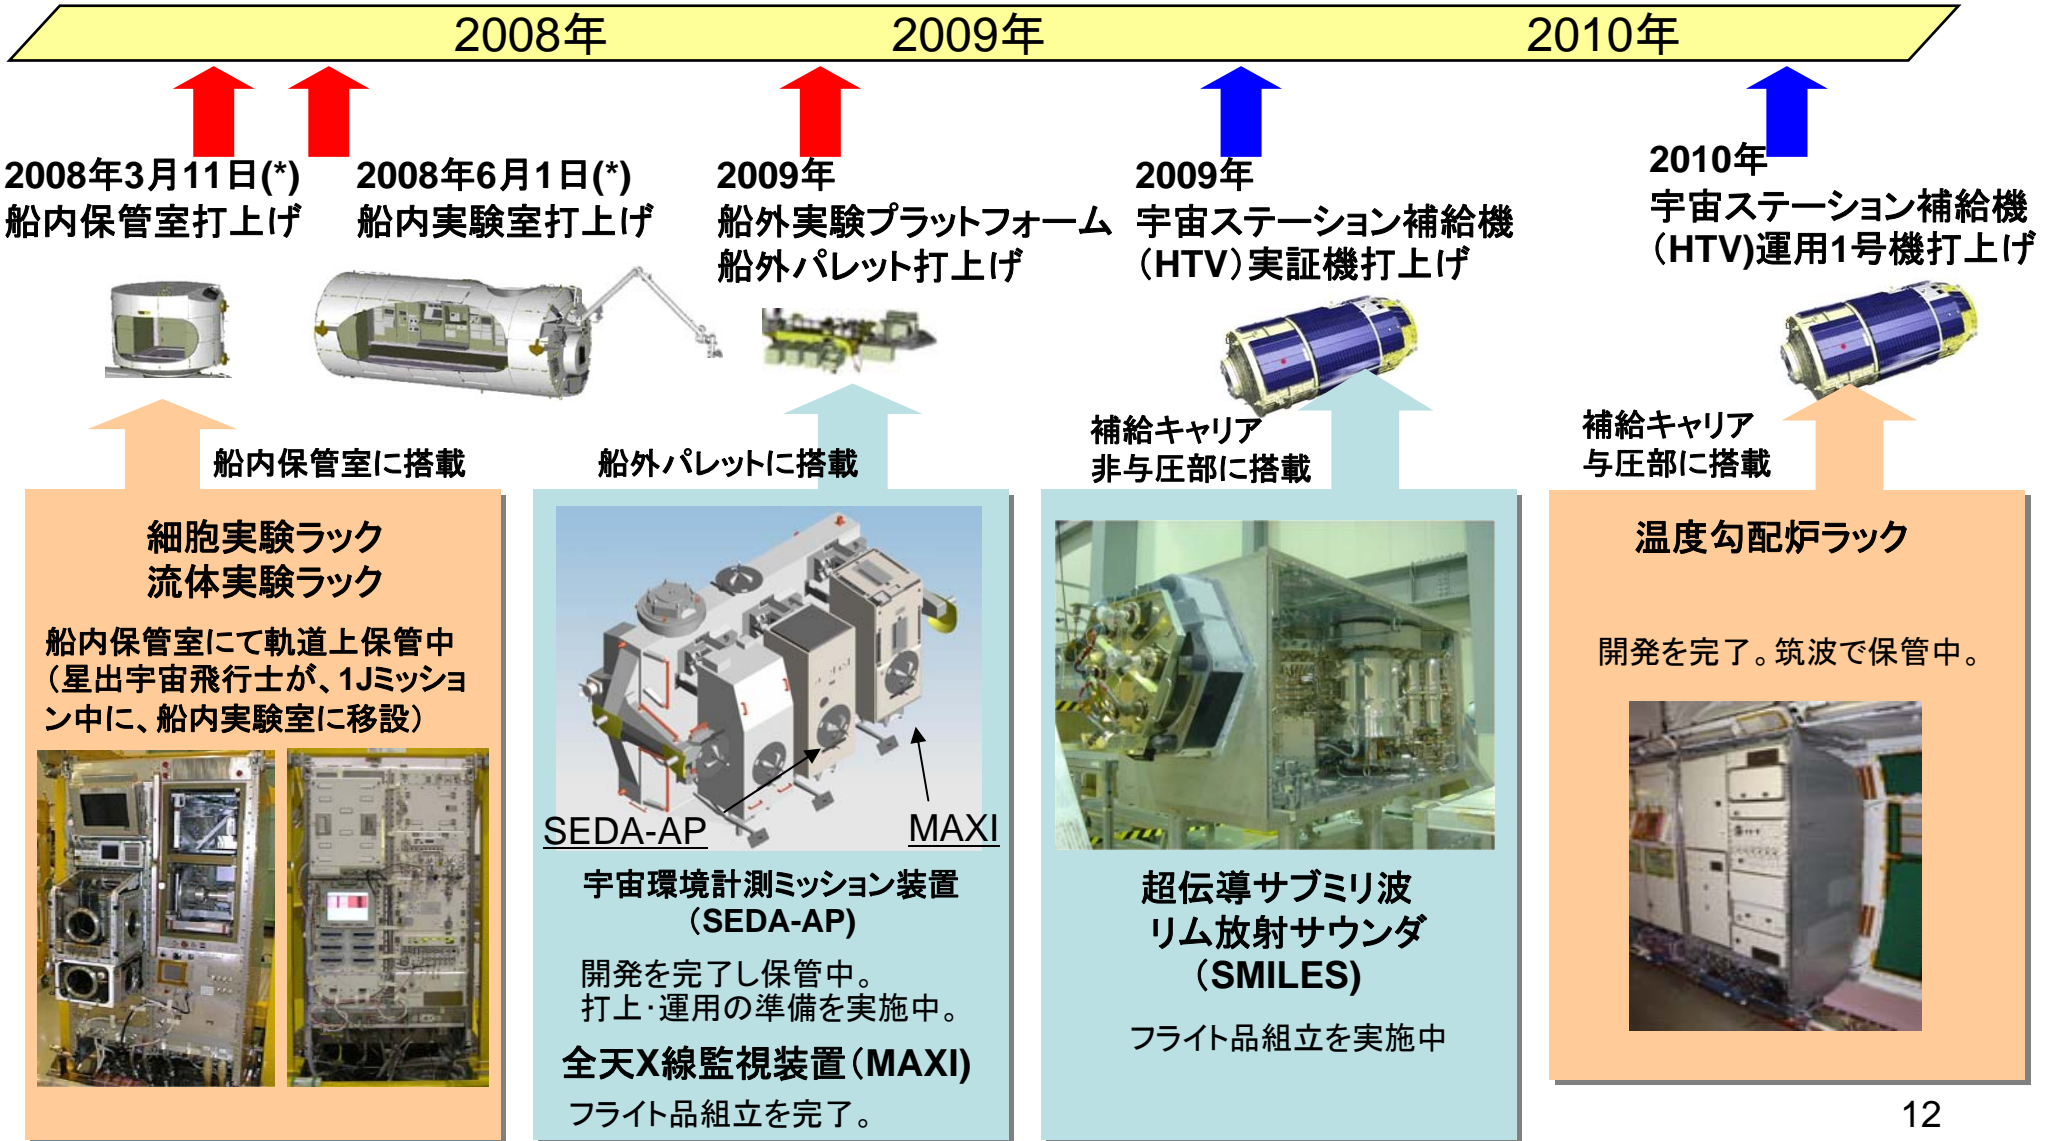 2008年
2009年
2010年
2008年3月11日(*)
船内保管室打上げ
2008年6月1日(*)
船内実験室打上げ
2009年
船外実験プラットフォーム
船外パレット打上げ
2009年
宇宙ステーション補給機
（HTV）実証機打上げ
2010年
宇宙ステーション補給機
（HTV)運用1号機打上げ
船内保管室に搭載
船外パレットに搭載
補給キャリア
非与圧部に搭載
補給キャリア
与圧部に搭載
細胞実験ラック
流体実験ラック
船内保管室にて軌道上保管中
（星出宇宙飛行士が、1Jミッショ
ン中に、船内実験室に移設）
SEDA-AP
MAXI
宇宙環境計測ミッション装置
（SEDA-AP)
開発を完了し保管中。
打上・運用の準備を実施中。
全天X線監視装置（MAXI)
フライト品組立を完了。
超伝導サブミリ波
リム放射サウンダ
（SMILES)
フライト品組立を実施中
温度勾配炉ラック
開発を完了。筑波で保管中。
12